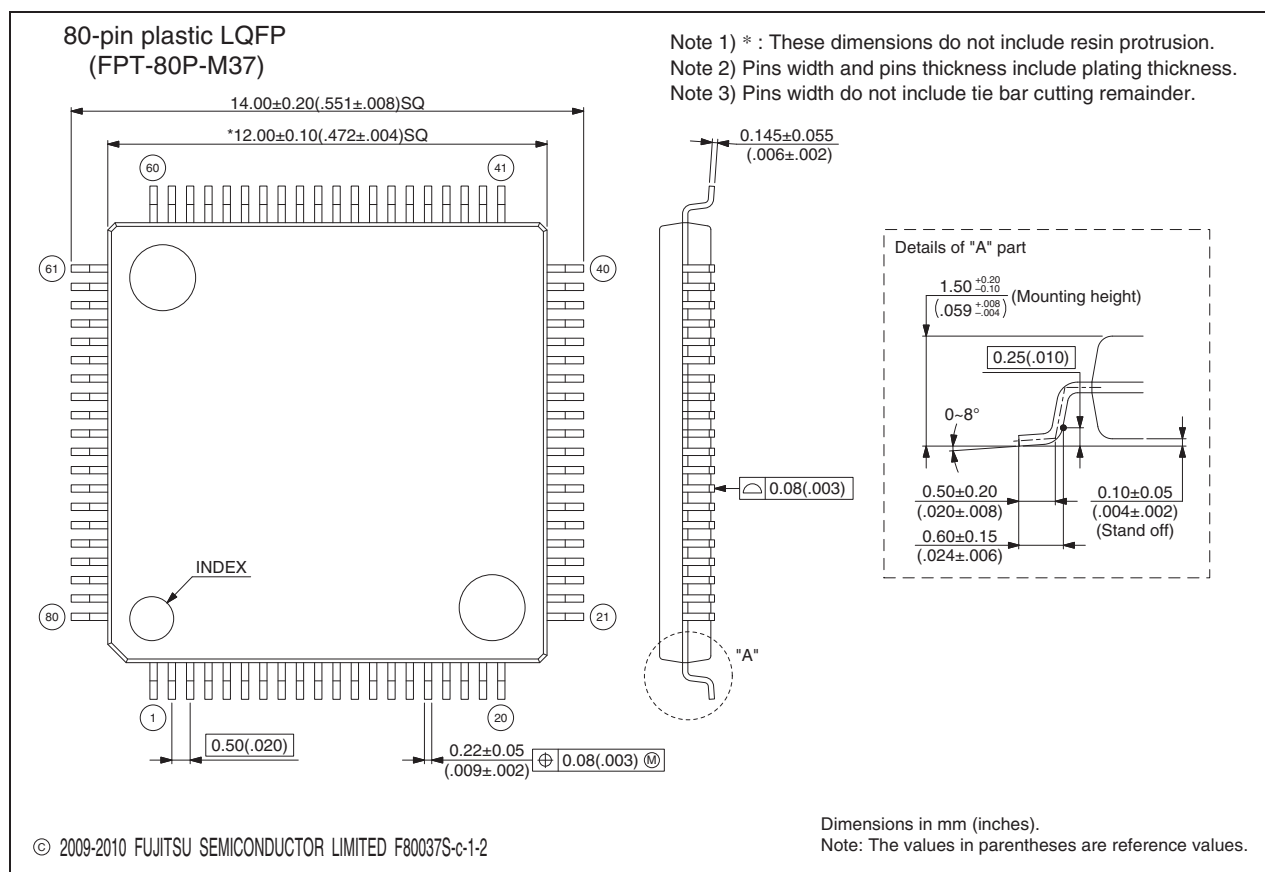 80-pin plastic LQFP
(FPT-80P-M37)
Note 1) * : These dimensions do not include resin protrusion.
Note 2) Pins width and pins thickness include plating thickness.
Note 3) Pins width do not include tie bar cutting remainder.
14.00±0.20(.551±.008)SQ
*12.00±0.10(.472±.004)SQ
60
41
61
40
80
21
INDEX
1
20
0.50(.020)
0.22±0.05
(.009±.002)
⌖ 0.08(.003) Ⓜ
0.145±0.055
(.006±.002)
⌓ 0.08(.003)
"A"
Details of "A" part
1.50 +0.20 −0.10
(.059 +.008 −.004)
(Mounting height)
0.25(.010)
0~8°
0.50±0.20
(.020±.008)
0.60±0.15
(.024±.006)
0.10±0.05
(.004±.002)
(Stand off)
© 2009-2010 FUJITSU SEMICONDUCTOR LIMITED F80037S-c-1-2
Dimensions in mm (inches).
Note: The values in parentheses are reference values.